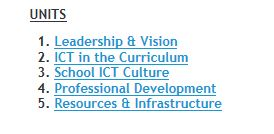 UNITS
1. Leadership & Vision
2. ICT in the Curriculum
3. School ICT Culture
4. Professional Development
5. Resources & Infrastructure